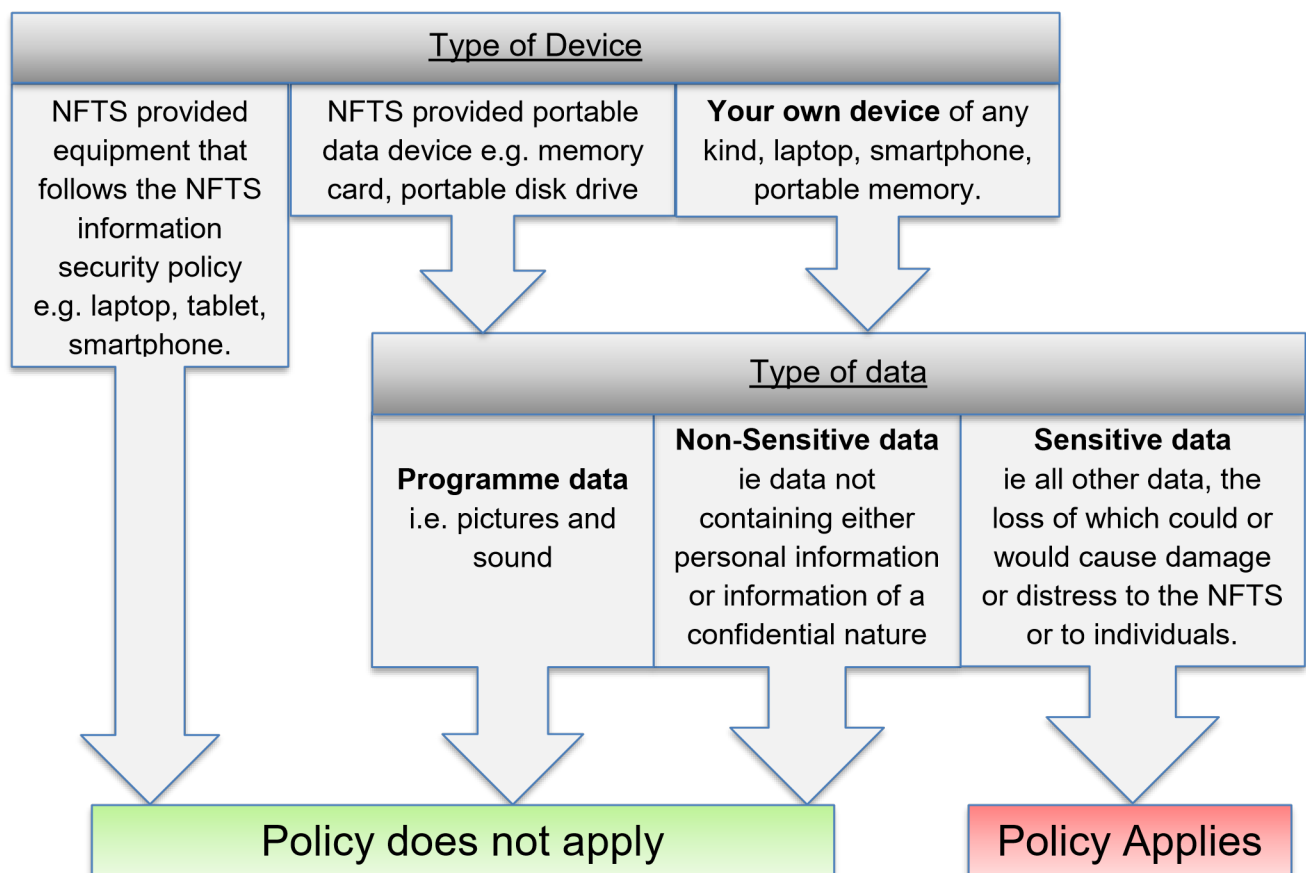 Type of Device
NFTS provided
equipment that
follows the NFTS
information
security policy
e.g. laptop, tablet,
smartphone.
NFTS provided portable
data device e.g. memory
card, portable disk drive
Your own device of any
kind, laptop, smartphone,
portable memory.
Type of data
Programme data
i.e. pictures and
sound
Non-Sensitive data
ie data not
containing either
personal information
or information of a
confidential nature
Sensitive data
ie all other data, the
loss of which could or
would cause damage
or distress to the NFTS
or to individuals.
Policy does not apply
Policy Applies